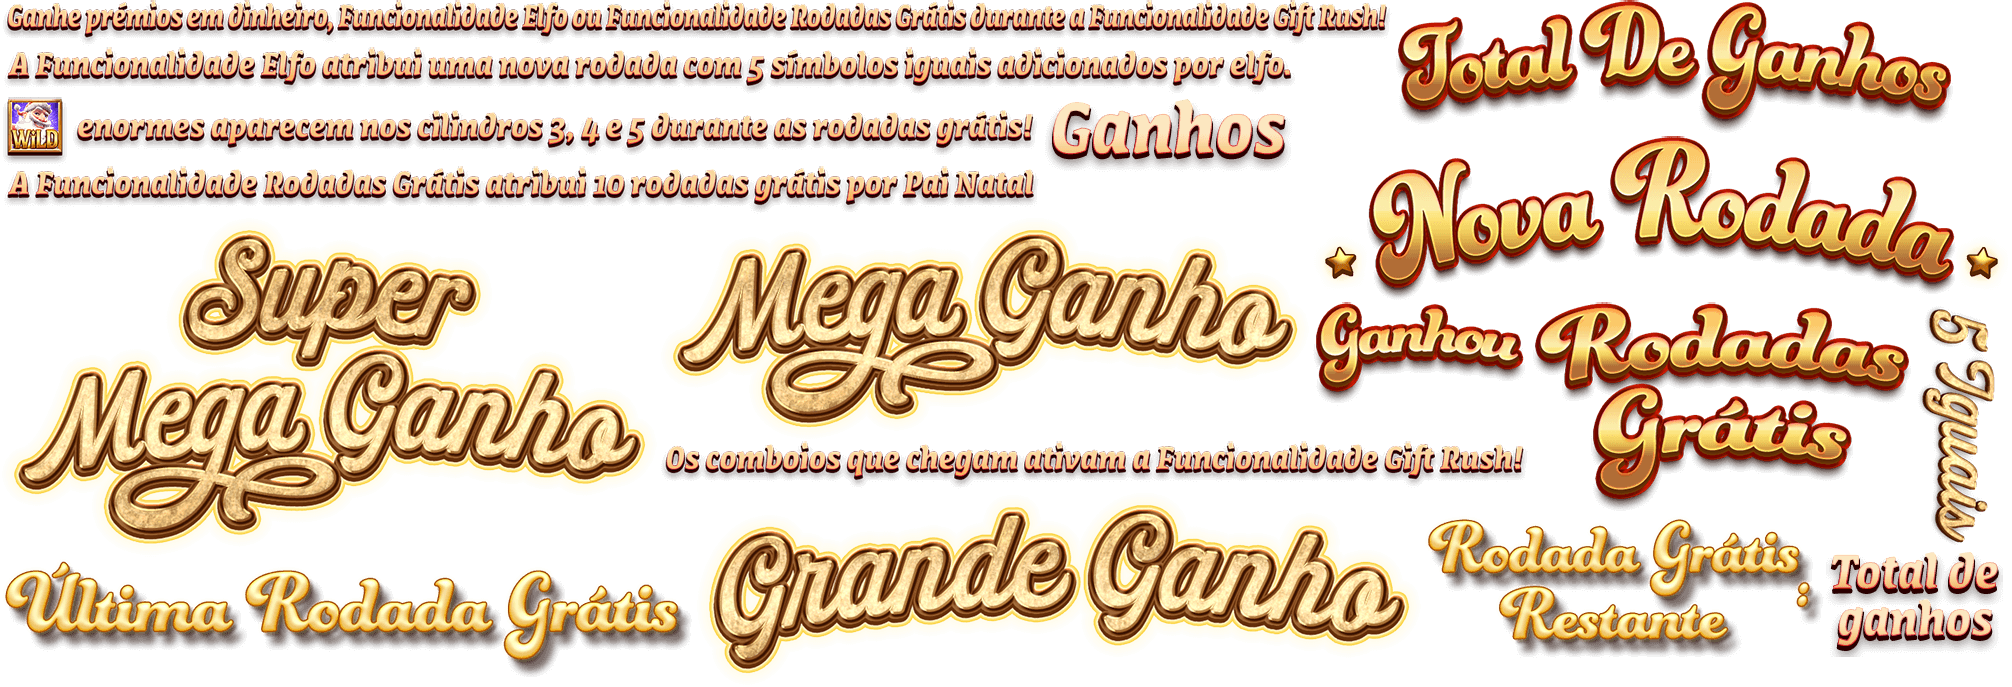 Ganhe prémios em dinheiro, Funcionalidade Elfo ou Funcionalidade Rodadas Grátis durante a Funcionalidade Gift Rush!
A Funcionalidade Elfo atribui uma nova rodada com 5 símbolos iguais adicionados por elfo.
WILD enormes aparecem nos cilindros 3, 4 e 5 durante as rodadas grátis!
Ganhos
A Funcionalidade Rodadas Grátis atribui 10 rodadas grátis por Pai Natal
Total De Ganhos
Nova Rodada
Super
Mega Ganho
Mega Ganho
Ganhou
Rodadas
Grátis
5 Iguais
Os comboios que chegam ativam a Funcionalidade Gift Rush!
Última Rodada Grátis
Grande Ganho
Rodada Grátis
Restante
:
Total de
ganhos